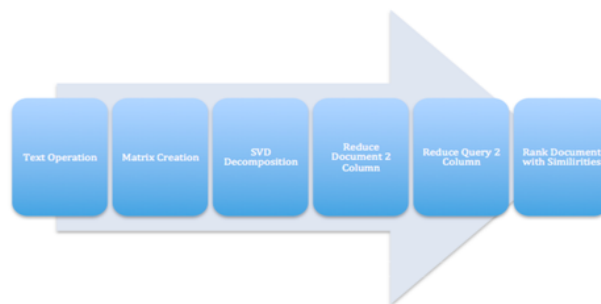 Text Operation
Matrix Creation
SVD
Decomposition
Reduce
Document 2
Column
Reduce Query 2
Column
Rank Document
with Similirities